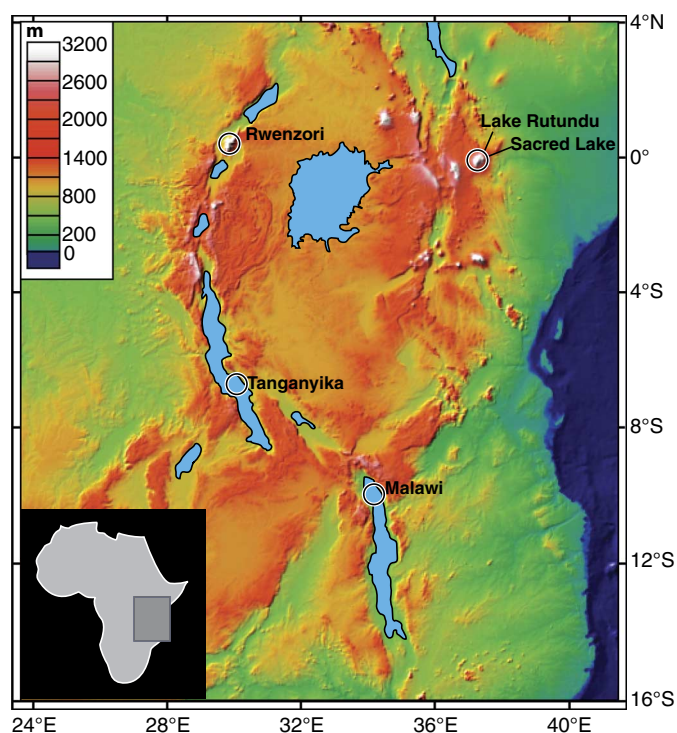 m
3200
2600
2000
1400
800
200
0
4°N
0°
4°S
8°S
12°S
16°S
Lake Rutundu
Sacred Lake
Rwenzori
Tanganyika
Malawi
24°E
28°E
32°E
36°E
40°E